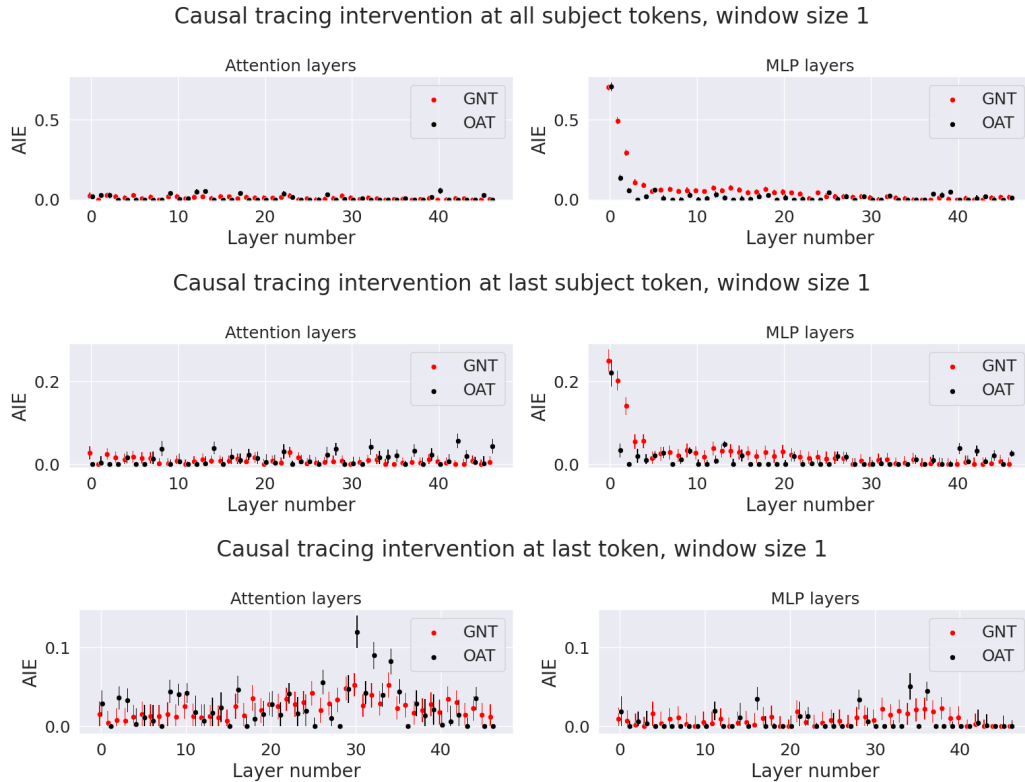 Causal tracing intervention at all subject tokens, window size 1
Attention layers
MLP layers
AIE
0.5
0.0
GNT
OAT
0 10 20 30 40
Layer number
AIE
0.5
0.0
GNT
OAT
0 10 20 30 40
Layer number
Causal tracing intervention at last subject token, window size 1
Attention layers
MLP layers
AIE
0.2
0.0
GNT
OAT
0 10 20 30 40
Layer number
AIE
0.2
0.0
GNT
OAT
0 10 20 30 40
Layer number
Causal tracing intervention at last token, window size 1
Attention layers
MLP layers
AIE
0.1
0.0
GNT
OAT
0 10 20 30 40
Layer number
AIE
0.1
0.0
GNT
OAT
0 10 20 30 40
Layer number